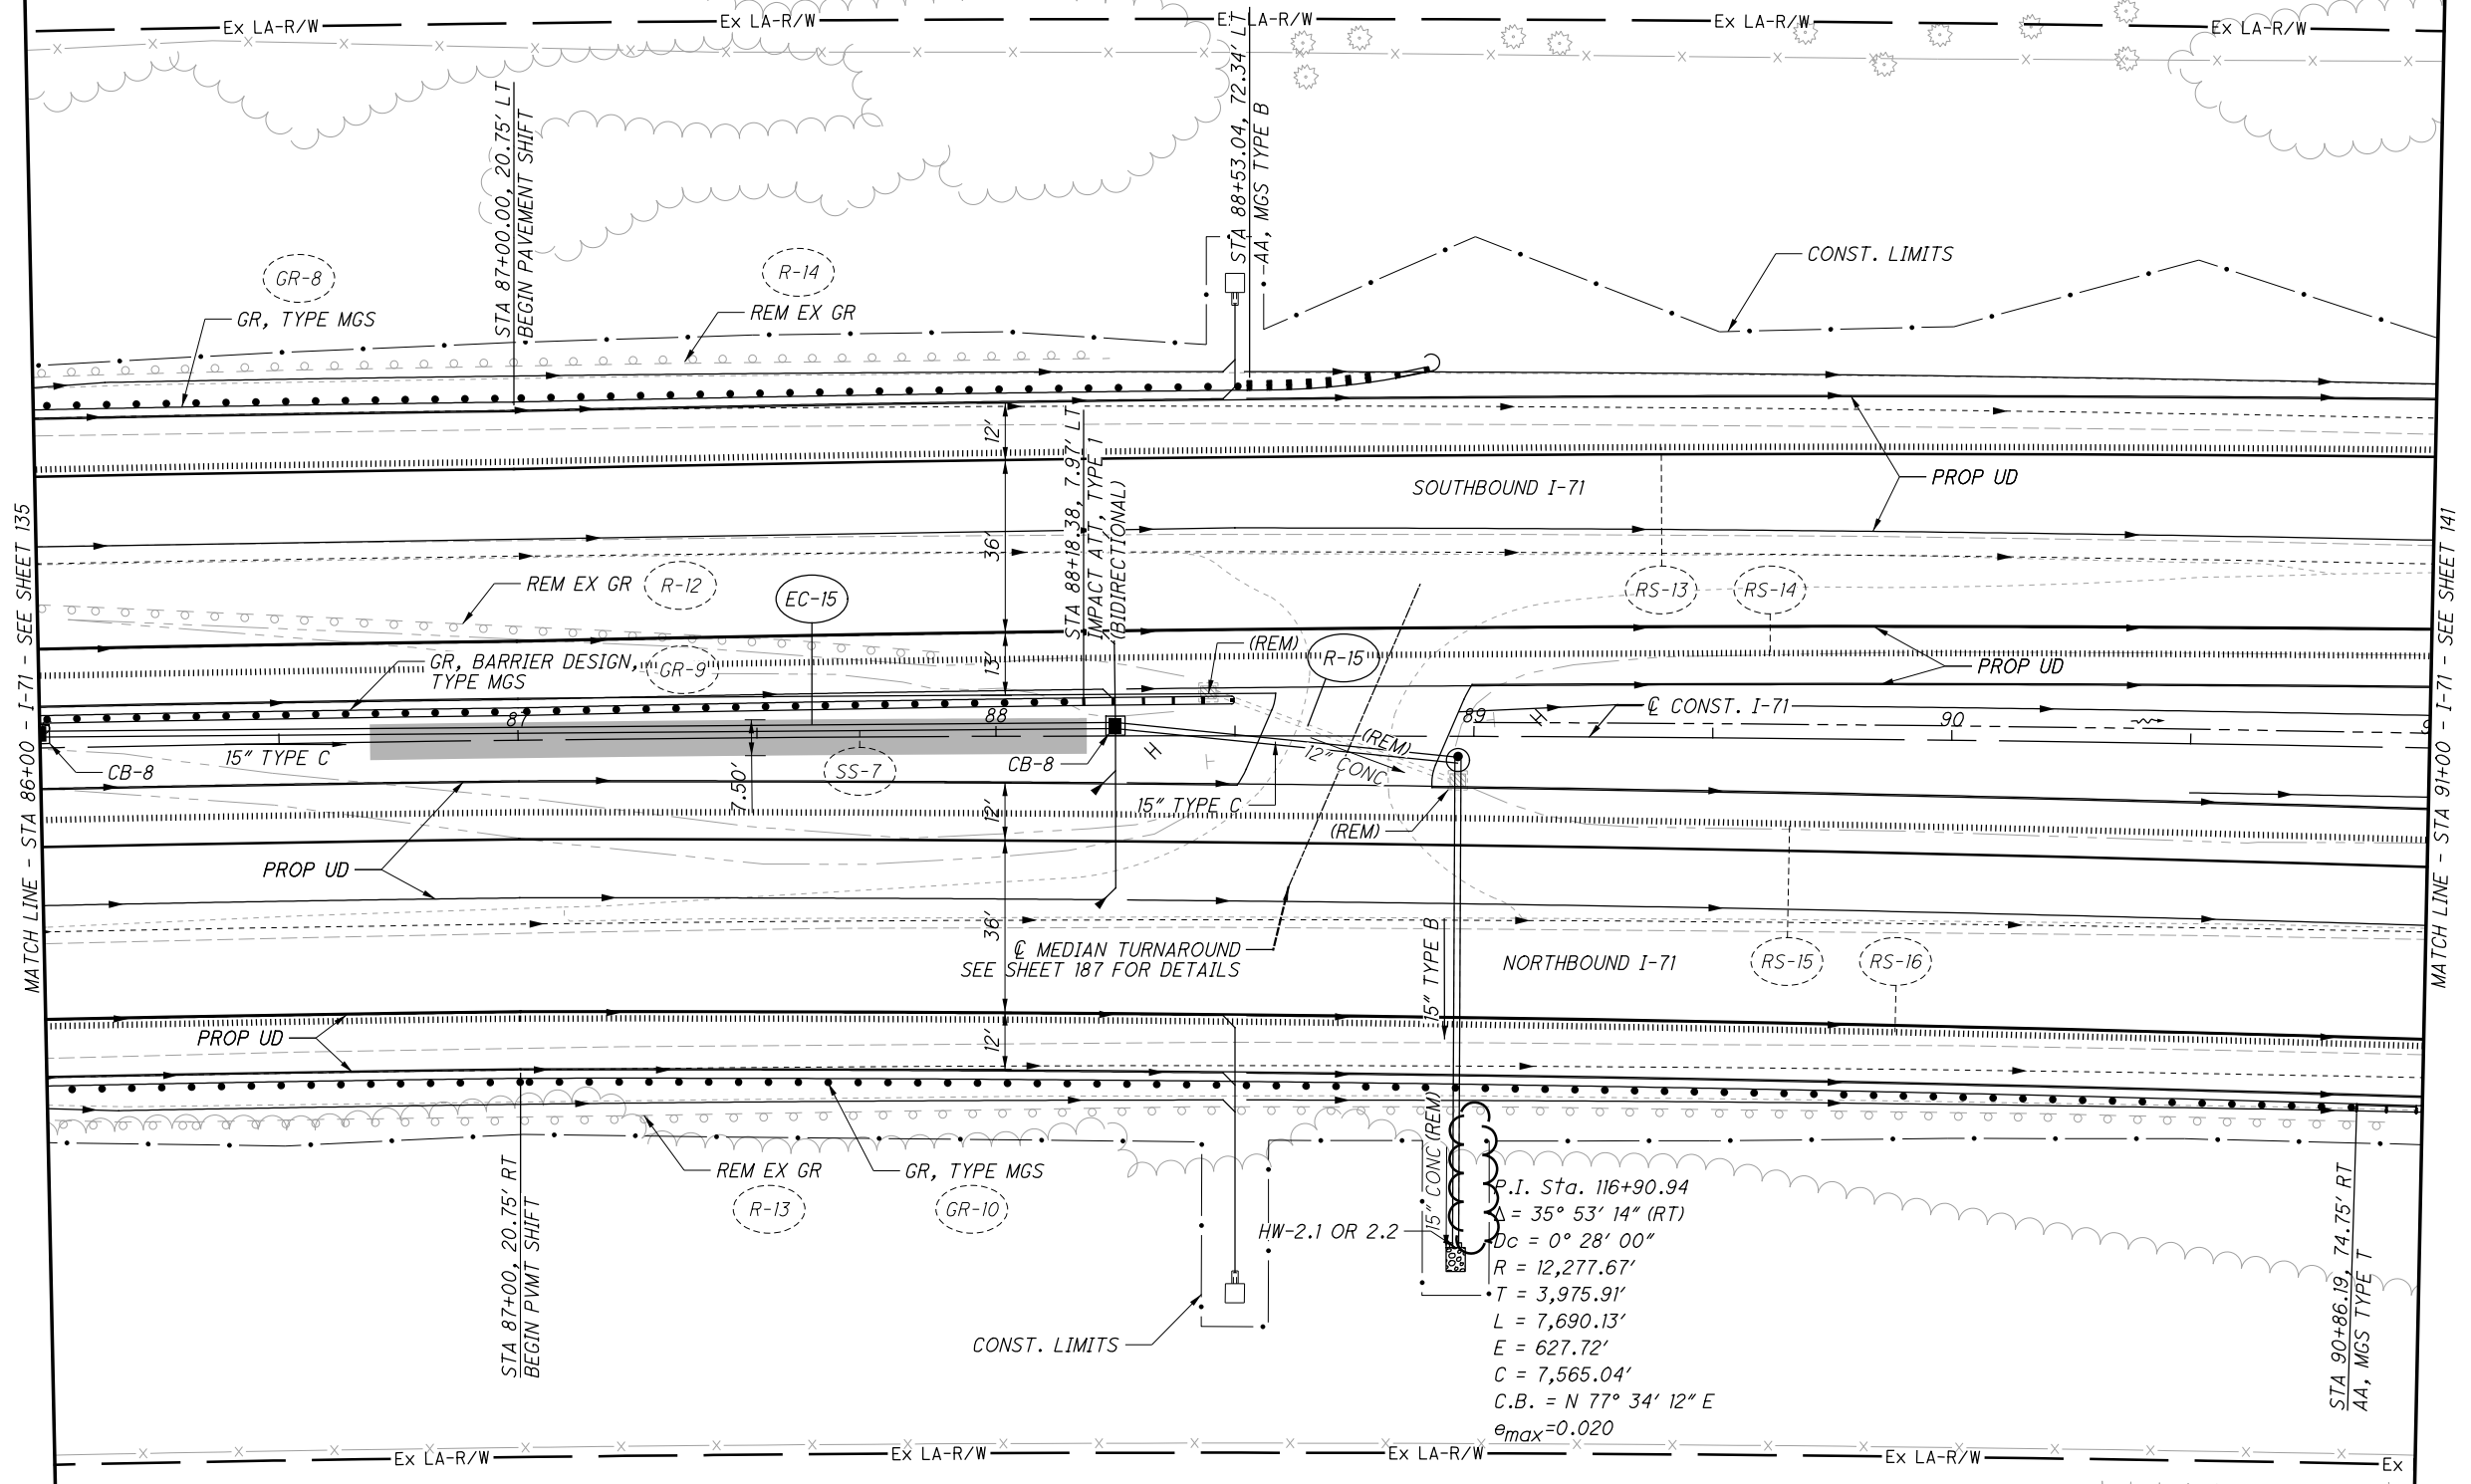 Ex LA-R/W
Ex LA-R/W
Ex LA-R/W
Ex LA-R/W
Ex LA-R/W
STA 87+00.00, 20.75' LT
BEGIN PAVEMENT SHIFT
STA 88+53.04, 72.34' LT
AA, MGS TYPE B
GR-8
GR, TYPE MGS
R-14
REM EX GR
CONST. LIMITS
12'
STA 88+18.38, 7.97' LT
IMPACT ATT, TYPE 1
(BIDIRECTIONAL)
SOUTHBOUND I-71
PROP UD
36'
MATCH LINE - STA 86+00 - I-71 - SEE SHEET 135
MATCH LINE - STA 91+00 - I-71 - SEE SHEET 141
REM EX GR
R-12
EC-15
RS-13
RS-14
GR, BARRIER DESIGN,
TYPE MGS
GR-9
13'
(REM)
R-15
PROP UD
87
88
89
90
9
℄ CONST. I-71
15" TYPE C
CB-8
7.50'
SS-7
CB-8
H
H
(REM)
12" CONC
15" TYPE C
(REM)
12'
PROP UD
36'
℄ MEDIAN TURNAROUND
SEE SHEET 187 FOR DETAILS
15" TYPE B
NORTHBOUND I-71
RS-15
RS-16
PROP UD
12'
STA 87+00, 20.75' RT
BEGIN PVMT SHIFT
REM EX GR
R-13
GR, TYPE MGS
GR-10
15" CONC (REM)
HW-2.1 OR 2.2
CONST. LIMITS
P.I. Sta. 116+90.94
Δ = 35° 53' 14" (RT)
Dc = 0° 28' 00"
R = 12,277.67'
T = 3,975.91'
L = 7,690.13'
E = 627.72'
C = 7,565.04'
C.B. = N 77° 34' 12" E
emax=0.020
STA 90+86.19, 74.75' RT
AA, MGS TYPE T
Ex LA-R/W
Ex LA-R/W
Ex LA-R/W
Ex LA-R/W
Ex